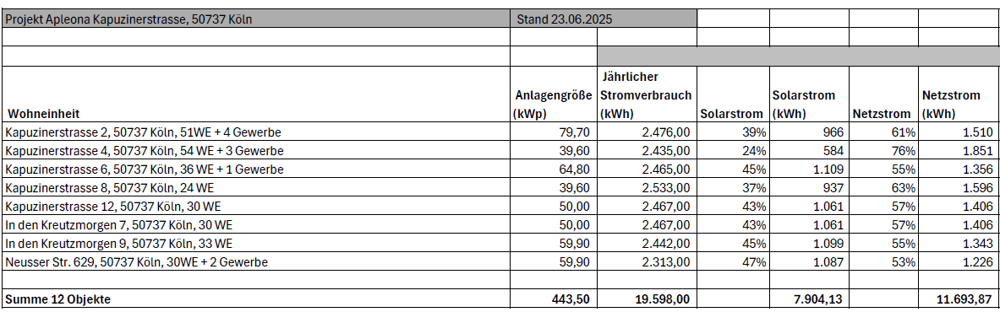 Projekt Apleona Kapuzinerstrasse, 50737 Köln Stand 23.06.2025
Jährlicher
Anlagengröße Stromverbrauch Solarstrom Netzstrom
Wohneinheit (kWp) (kWh) Solarstrom (kWh) Netzstrom (kWh)
Kapuzinerstrasse 2, 50737 Köln, 51WE + 4 Gewerbe 79,70 2.476,00 39% 966 61% 1.510
Kapuzinerstrasse 4, 50737 Köln, 54 WE + 3 Gewerbe 39,60 2.435,00 24% 584 76% 1.851
Kapuzinerstrasse 6, 50737 Köln, 36 WE + 1 Gewerbe 64,80 2.465,00 45% 1.109 55% 1.356
Kapuzinerstrasse 8, 50737 Köln, 24 WE 39,60 2.533,00 37% 937 63% 1.596
Kapuzinerstrasse 12, 50737 Köln, 30 WE 50,00 2.467,00 43% 1.061 57% 1.406
In den Kreutzmorgen 7, 50737 Köln, 30 WE 50,00 2.467,00 43% 1.061 57% 1.406
In den Kreutzmorgen 9, 50737 Köln, 33 WE 59,90 2.442,00 45% 1.099 55% 1.343
Neusser Str. 629, 50737 Köln, 30WE + 2 Gewerbe 59,90 2.313,00 47% 1.087 53% 1.226
Summe 12 Objekte 443,50 19.598,00 7.904,13 11.693,87